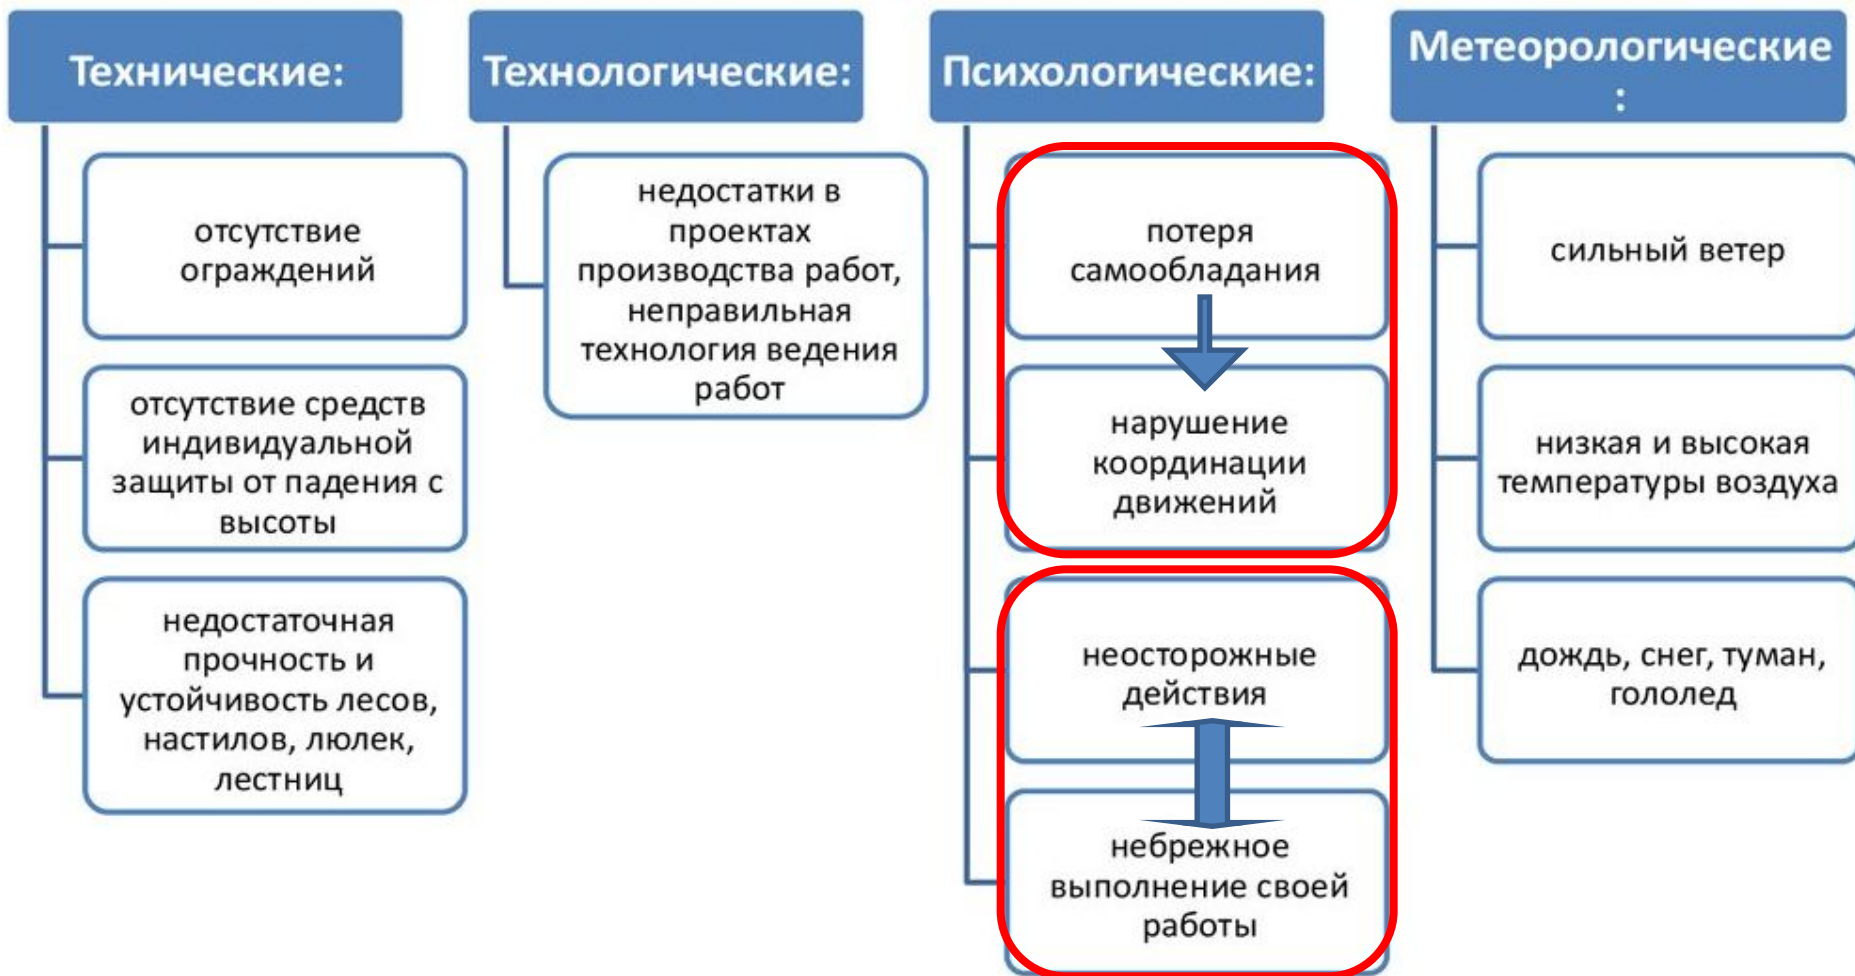 Технические:
отсутствие
ограждений
отсутствие средств
индивидуальной
защиты от падения с
высоты
недостаточная
прочность и
устойчивость лесов,
настилов, люлек,
лестниц
Технологические:
недостатки в
проектах
производства работ,
неправильная
технология ведения
работ
Психологические:
потеря
самообладания
нарушение
координации
движений
неосторожные
действия
небрежное
выполнение своей
работы
Метеорологические
:
сильный ветер
низкая и высокая
температуры воздуха
дождь, снег, туман,
гололед